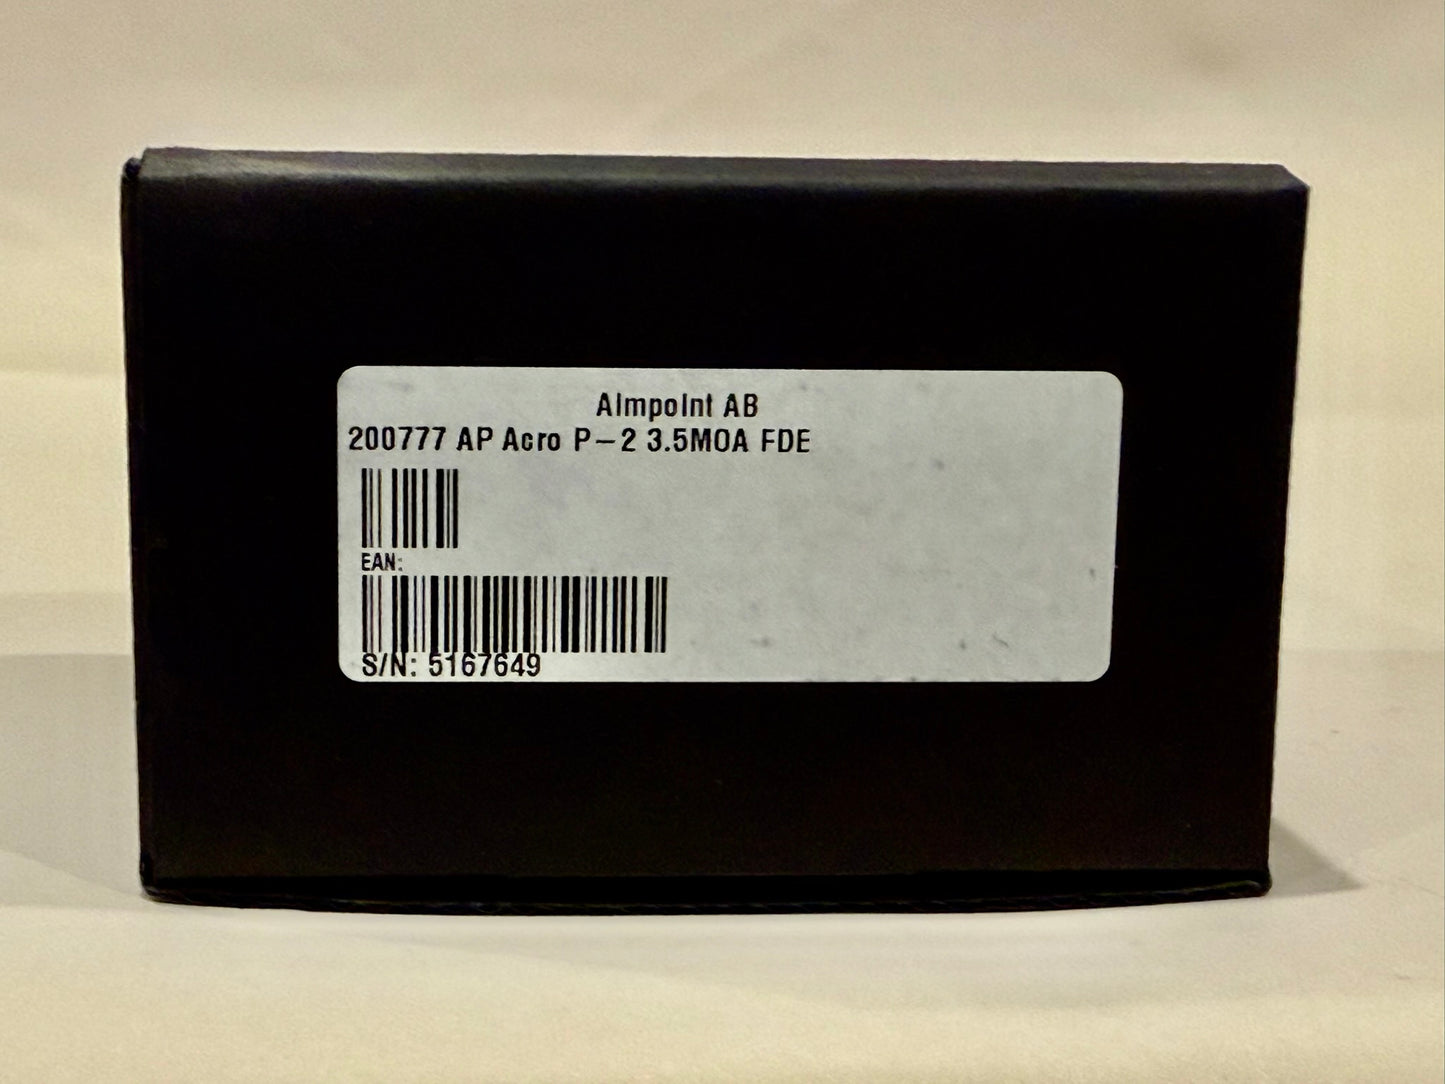 Aimpoint AB
200777 AP Acro P-2 3.5MOA FDE
EAN:
S/N: 5167649